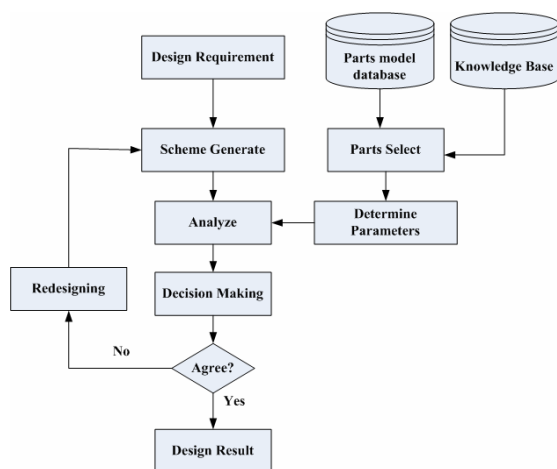 Design Requirement
Parts model
database
Knowledge Base
Scheme Generate
Parts Select
Analyze
Determine
Parameters
Redesigning
Decision Making
No
Agree?
Yes
Design Result